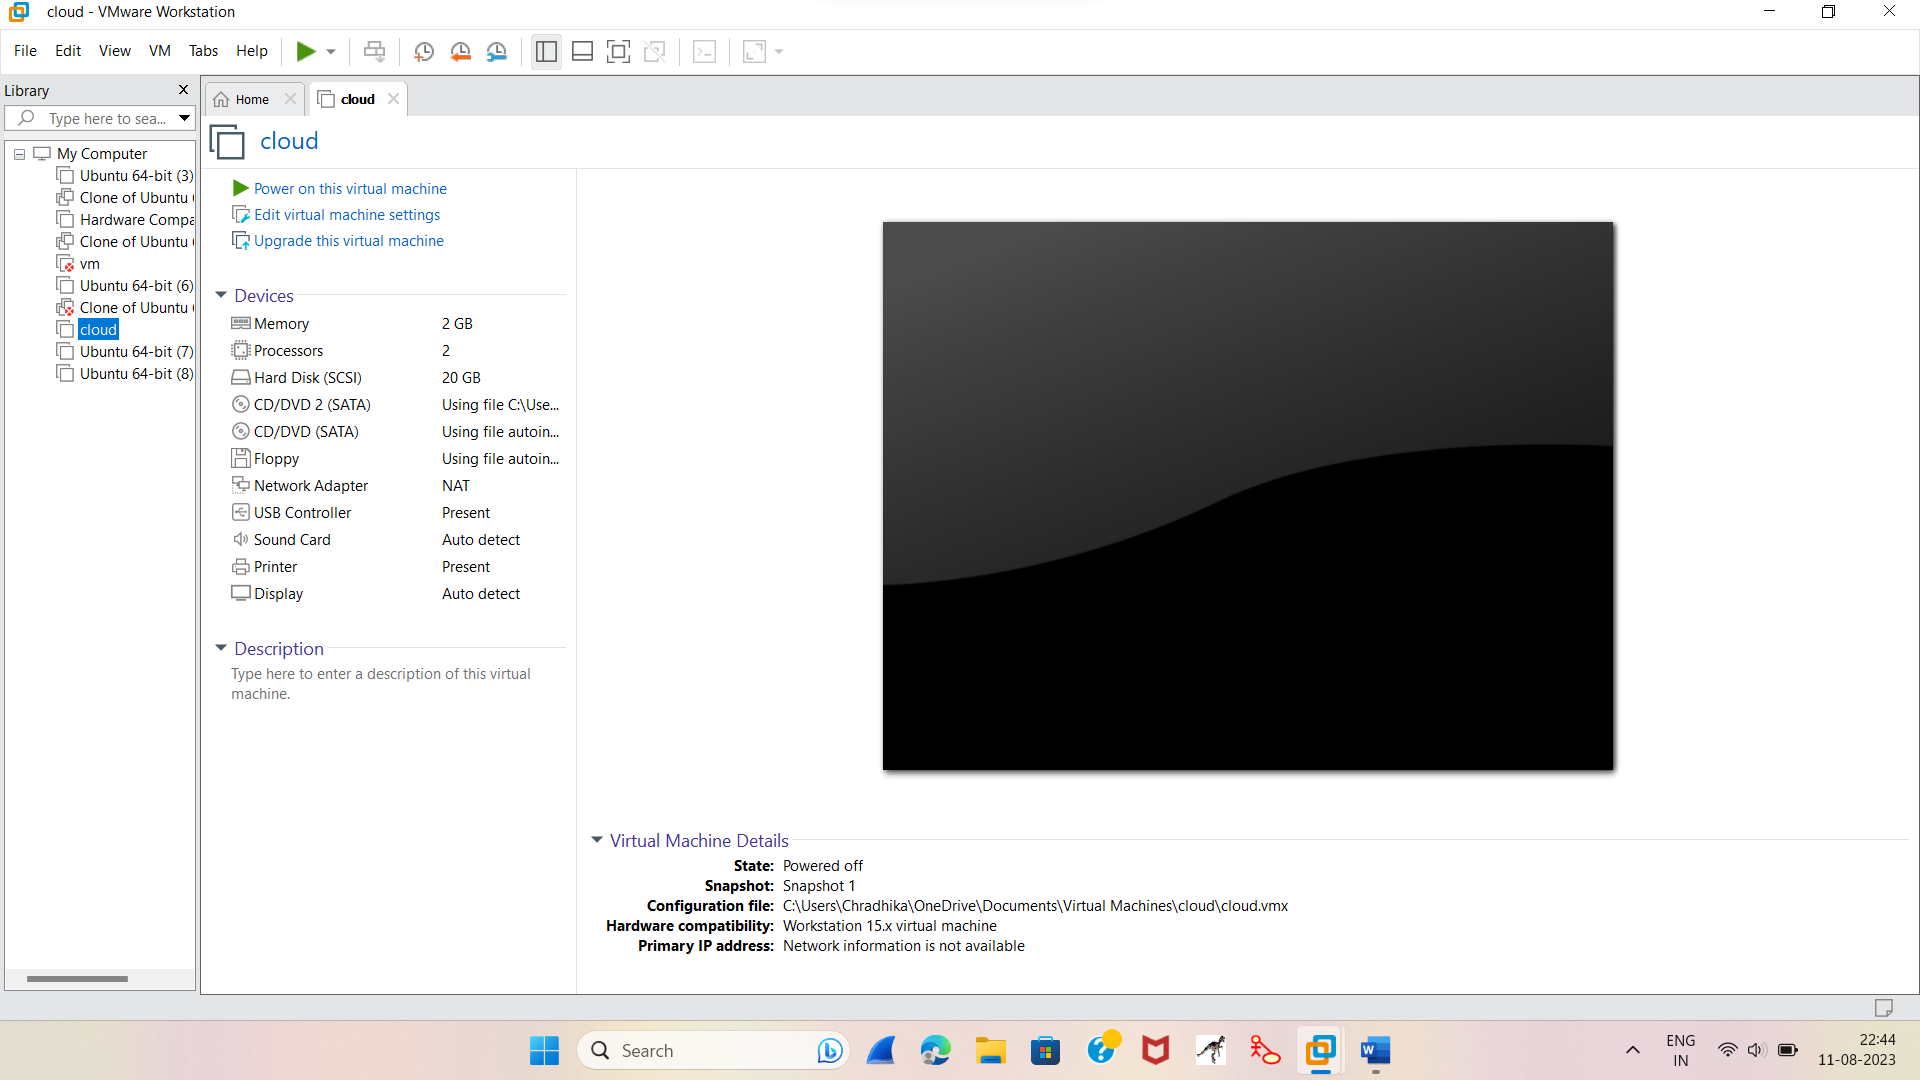 cloud - VMware Workstation
File Edit View VM Tabs Help
Library
Type here to sea...
My Computer
Ubuntu 64-bit (3)
Clone of Ubuntu
Hardware Compa
Clone of Ubuntu
vm
Ubuntu 64-bit (6)
Clone of Ubuntu
cloud
Ubuntu 64-bit (7)
Ubuntu 64-bit (8)
Home
cloud
cloud
Power on this virtual machine
Edit virtual machine settings
Upgrade this virtual machine
Devices
Memory 2 GB
Processors 2
Hard Disk (SCSI) 20 GB
CD/DVD 2 (SATA) Using file C:\Use...
CD/DVD (SATA) Using file autoin...
Floppy Using file autoin...
Network Adapter NAT
USB Controller Present
Sound Card Auto detect
Printer Present
Display Auto detect
Description
Type here to enter a description of this virtual
machine.
Virtual Machine Details
State: Powered off
Snapshot: Snapshot 1
Configuration file: C:\Users\Chradhika\OneDrive\Documents\Virtual Machines\cloud\cloud.vmx
Hardware compatibility: Workstation 15.x virtual machine
Primary IP address: Network information is not available
Search
ENG
IN
22:44
11-08-2023